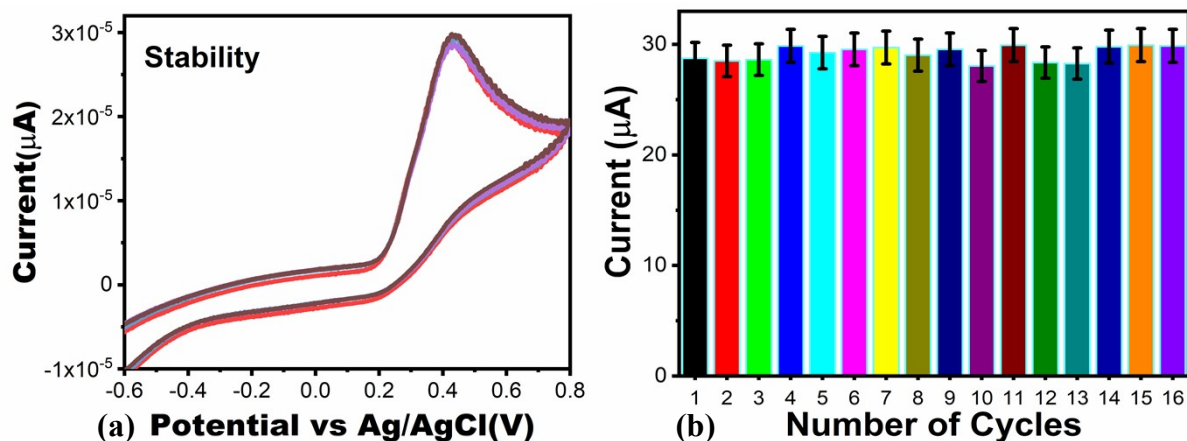 Stability
Current(μA)
3x10⁻⁵
2x10⁻⁵
1x10⁻⁵
0
-1x10⁻⁵
-0.6 -0.4 -0.2 0.0 0.2 0.4 0.6 0.8
(a) Potential vs Ag/AgCl(V)
Current (μA)
30
20
10
0
1 2 3 4 5 6 7 8 9 10 11 12 13 14 15 16
(b) Number of Cycles